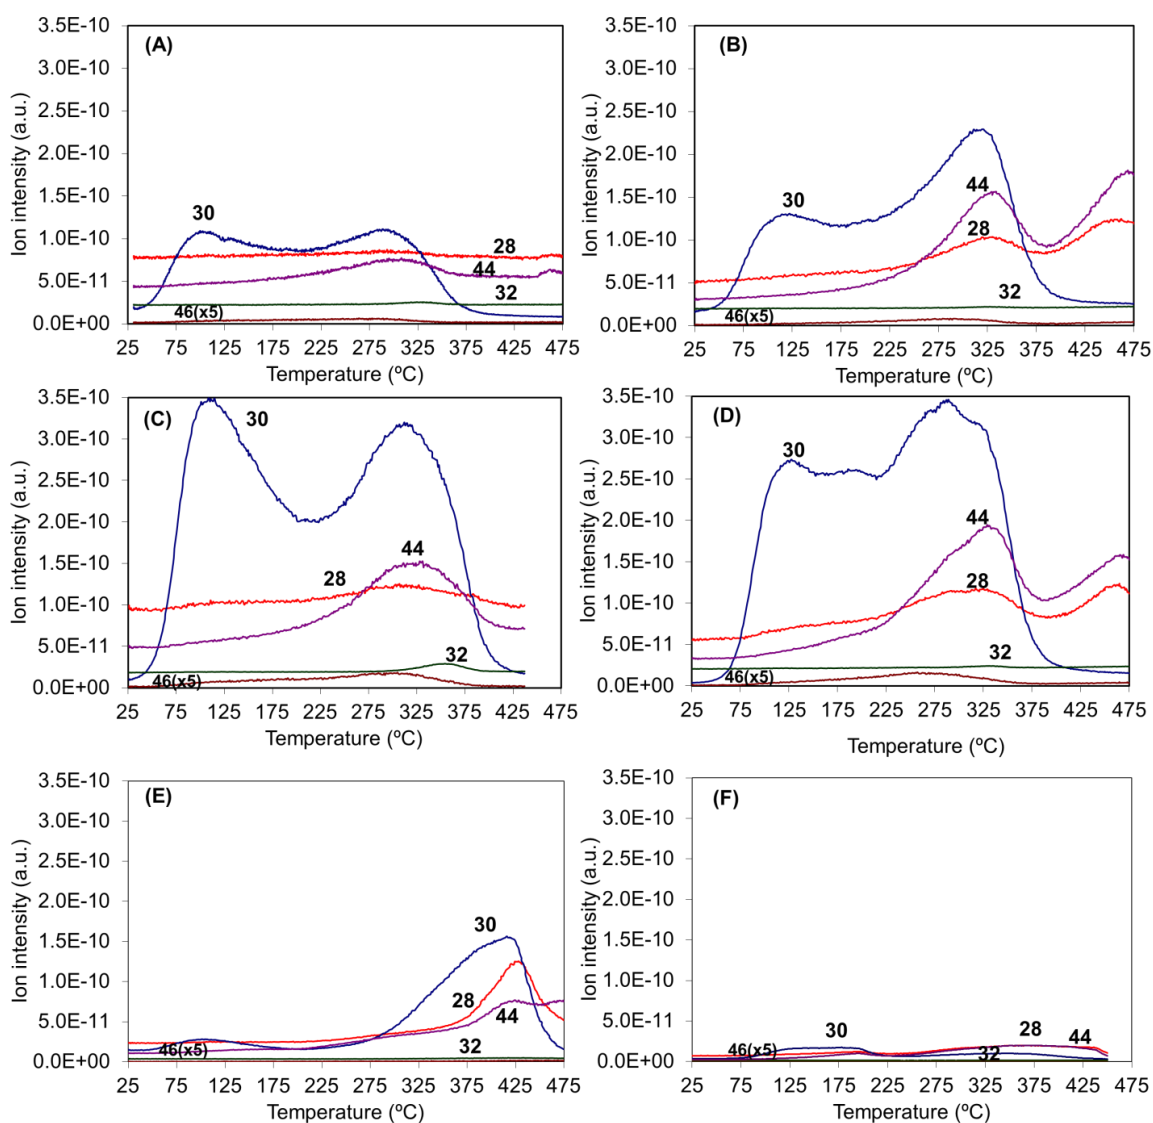 (A)
3.5E-10
3.0E-10
2.5E-10
2.0E-10
1.5E-10
1.0E-10
5.0E-11
0.0E+00
Ion intensity (a.u.)
30
28
44
32
46(x5)
25 75 125 175 225 275 325 375 425 475
Temperature (ºC)
(B)
3.5E-10
3.0E-10
2.5E-10
2.0E-10
1.5E-10
1.0E-10
5.0E-11
0.0E+00
Ion intensity (a.u.)
30
44
28
32
46(x5)
25 75 125 175 225 275 325 375 425 475
Temperature (ºC)
(C)
3.5E-10
3.0E-10
2.5E-10
2.0E-10
1.5E-10
1.0E-10
5.0E-11
0.0E+00
Ion intensity (a.u.)
30
44
28
32
46(x5)
25 75 125 175 225 275 325 375 425 475
Temperature (ºC)
(D)
3.5E-10
3.0E-10
2.5E-10
2.0E-10
1.5E-10
1.0E-10
5.0E-11
0.0E+00
Ion intensity (a.u.)
30
44
28
32
46(x5)
25 75 125 175 225 275 325 375 425 475
Temperature (ºC)
(E)
3.5E-10
3.0E-10
2.5E-10
2.0E-10
1.5E-10
1.0E-10
5.0E-11
0.0E+00
Ion intensity (a.u.)
30
28
44
32
46(x5)
25 75 125 175 225 275 325 375 425 475
Temperature (ºC)
(F)
3.5E-10
3.0E-10
2.5E-10
2.0E-10
1.5E-10
1.0E-10
5.0E-11
0.0E+00
Ion intensity (a.u.)
30
28
44
32
46(x5)
25 75 125 175 225 275 325 375 425 475
Temperature (ºC)